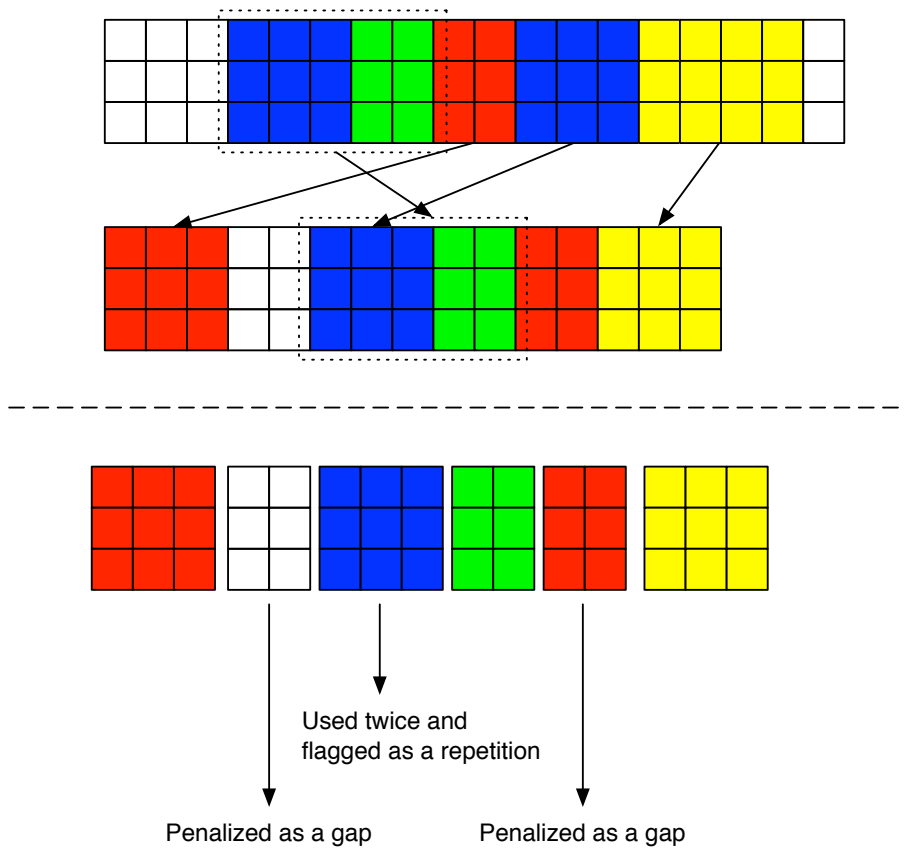 Used twice and
flagged as a repetition
Penalized as a gap
Penalized as a gap